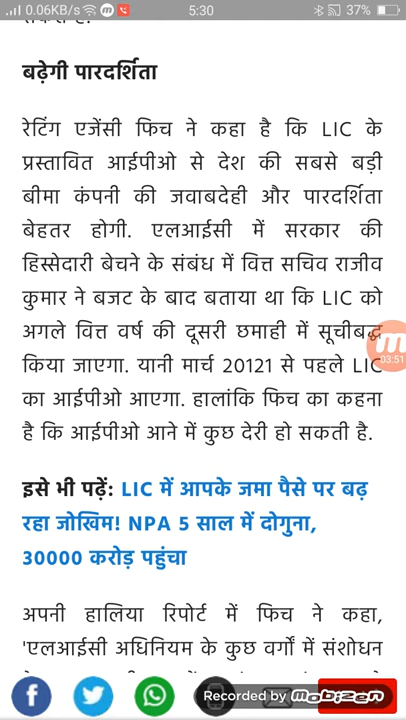 0.06KB/s 5:30 37%
बढ़ेगी पारदर्शिता
रेटिंग एजेंसी फिच ने कहा है कि LIC के
प्रस्तावित आईपीओ से देश की सबसे बड़ी
बीमा कंपनी की जवाबदेही और पारदर्शिता
बेहतर होगी. एलआईसी में सरकार की
हिस्सेदारी बेचने के संबंध में वित्त सचिव राजीव
कुमार ने बजट के बाद बताया था कि LIC को
अगले वित्त वर्ष की दूसरी छमाही में सूचीबद्ध
किया जाएगा. यानी मार्च 20121 से पहले LIC
03:51
का आईपीओ आएगा. हालांकि फिच का कहना
है कि आईपीओ आने में कुछ देरी हो सकती है.
इसे भी पढ़ें: LIC में आपके जमा पैसे पर बढ़
रहा जोखिम! NPA 5 साल में दोगुना,
30000 करोड़ पहुंचा
अपनी हालिया रिपोर्ट में फिच ने कहा,
'एलआईसी अधिनियम के कुछ वर्गों में संशोधन
Recorded by mobizen